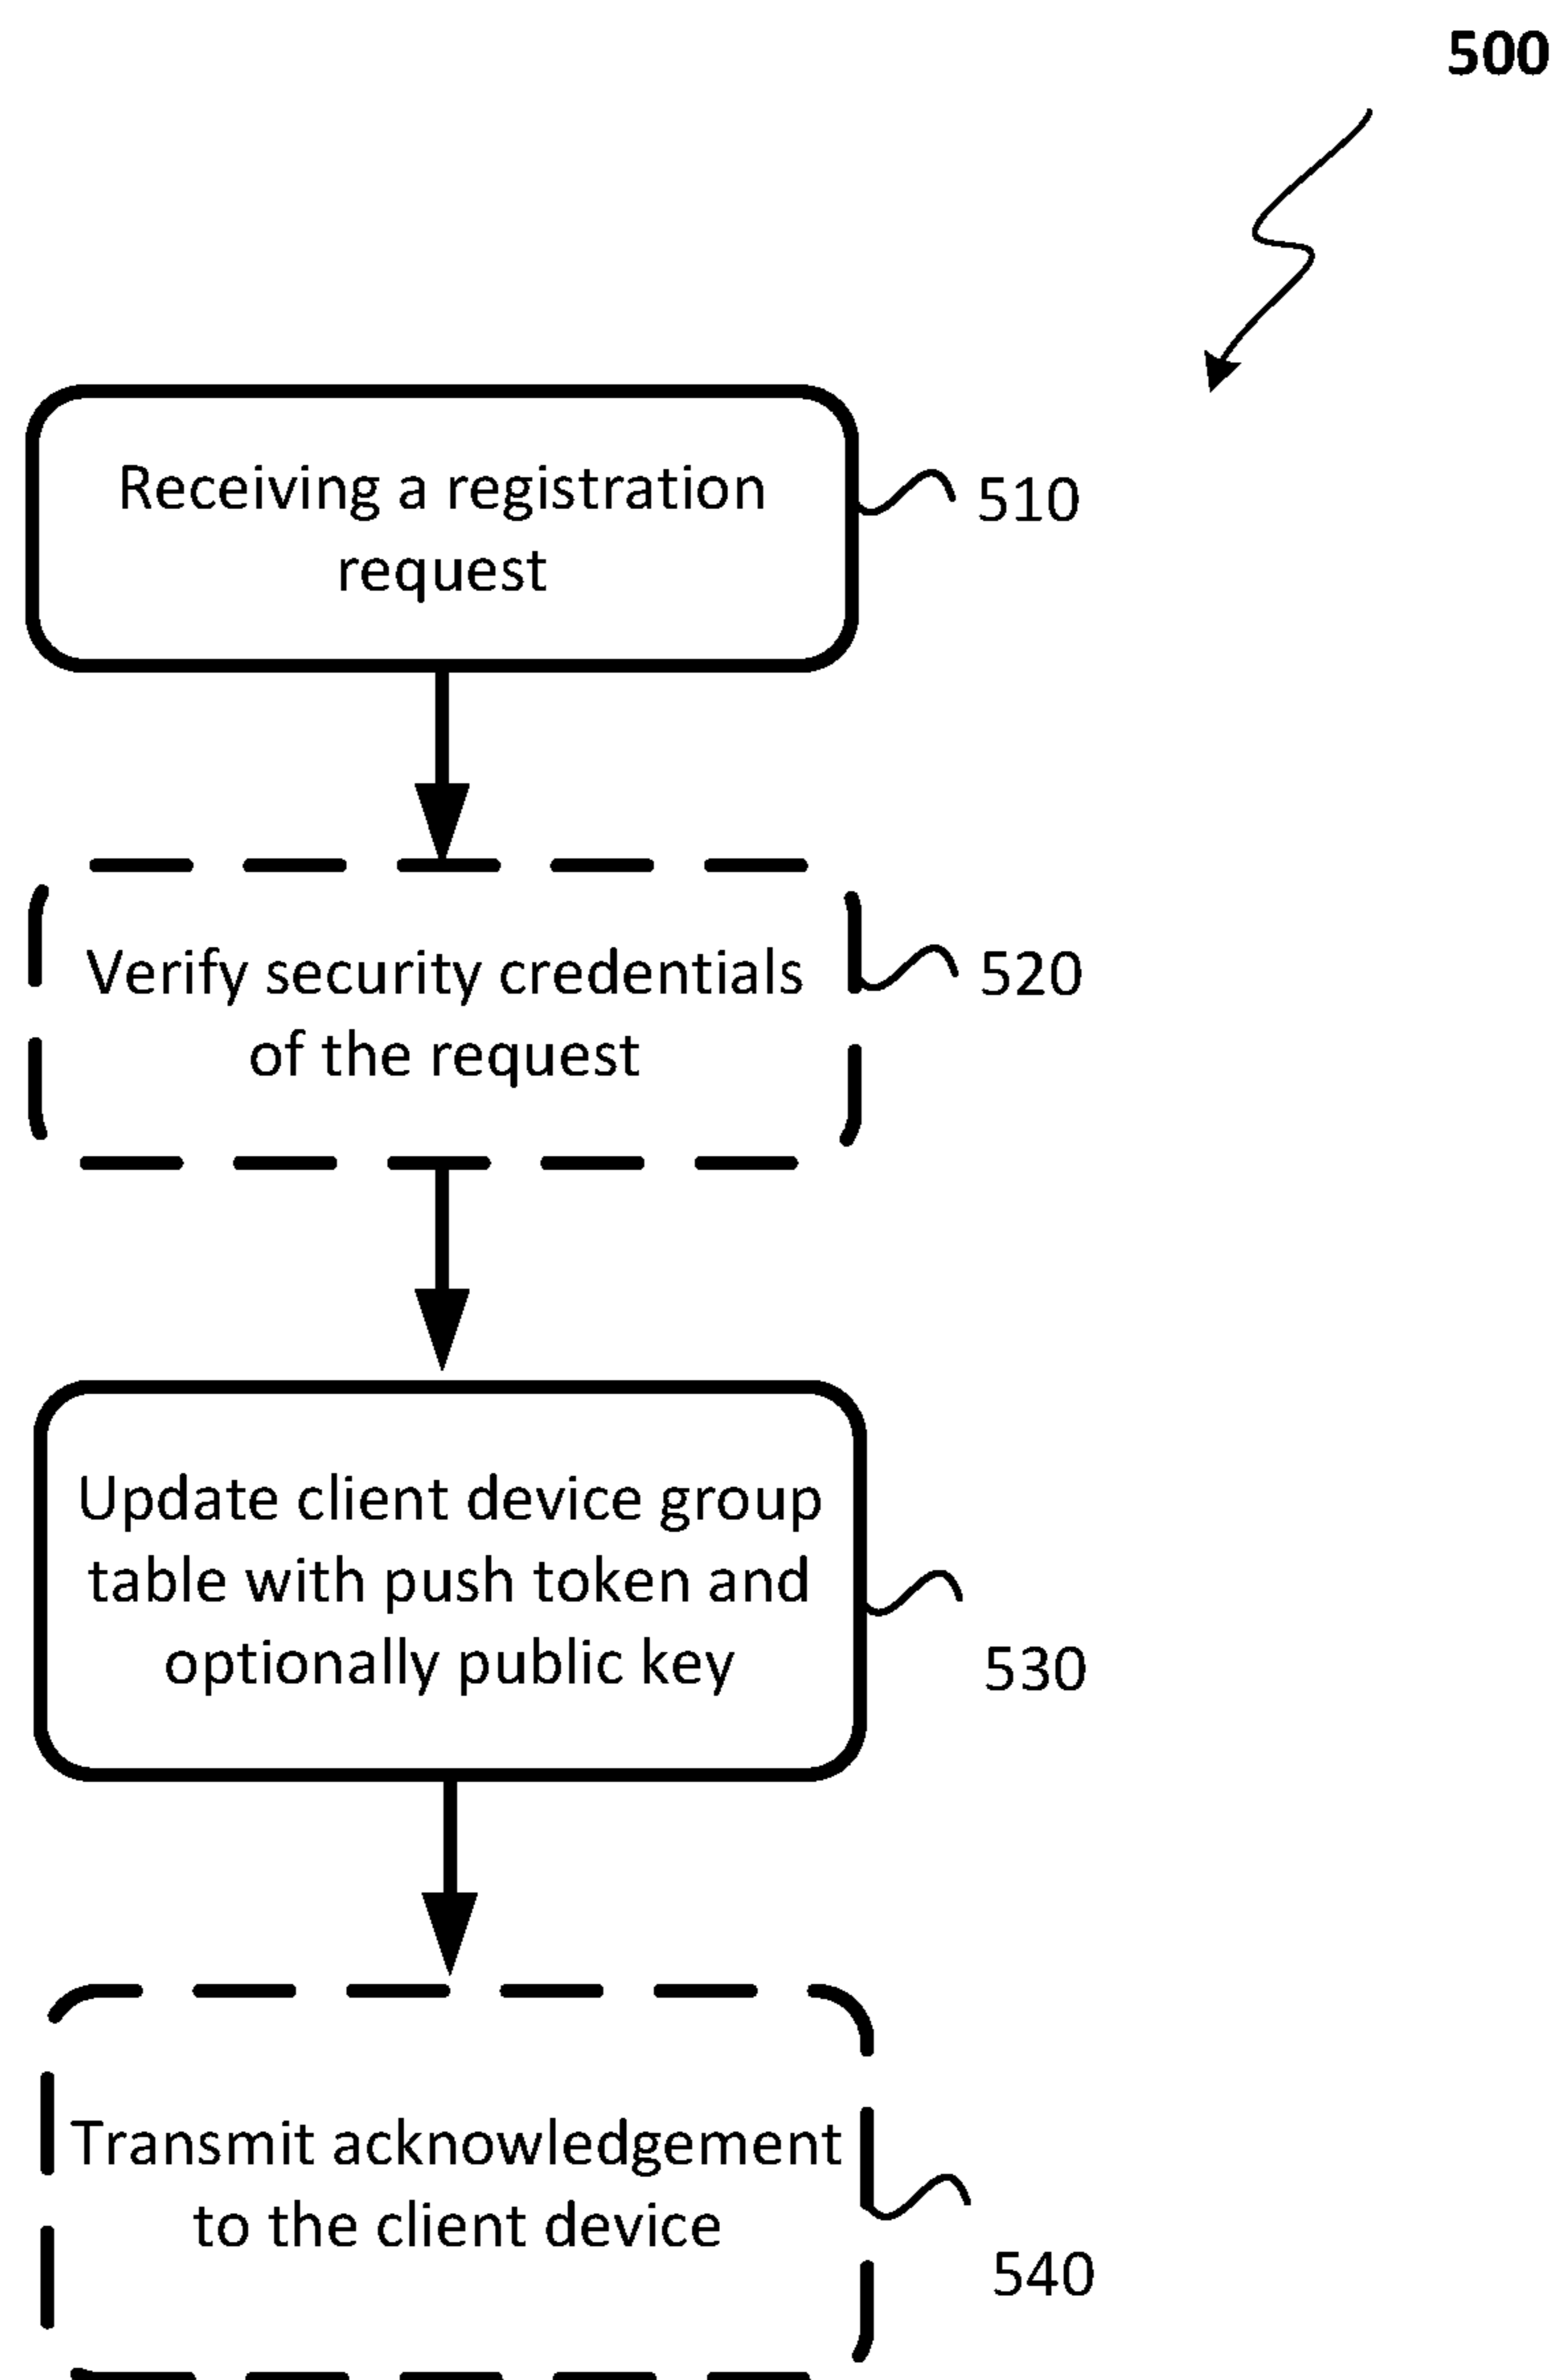 500
Receiving a registration
request
510
Verify security credentials
of the request
520
Update client device group
table with push token and
optionally public key
530
Transmit acknowledgement
to the client device
540